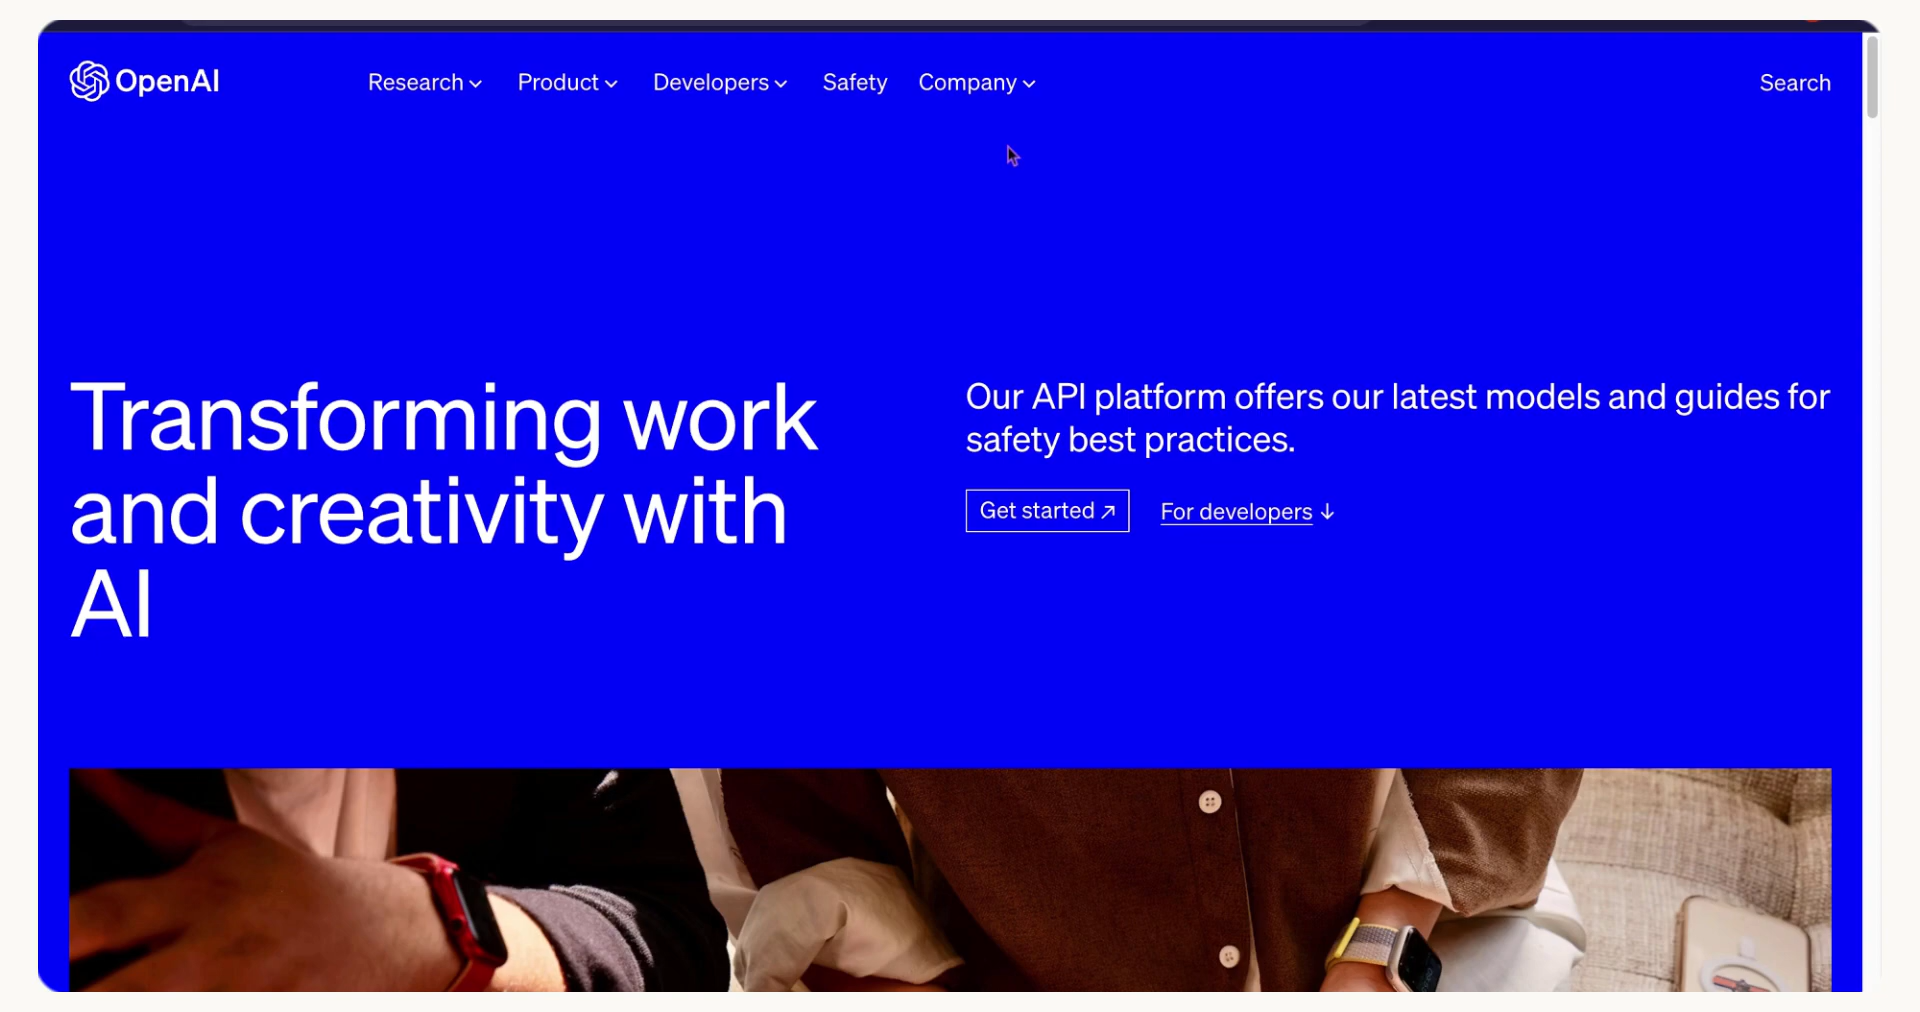 OpenAI
Research
Product
Developers
Safety
Company
Search
Transforming work
and creativity with
AI
Our API platform offers our latest models and guides for
safety best practices.
Get started ↗
For developers ↓